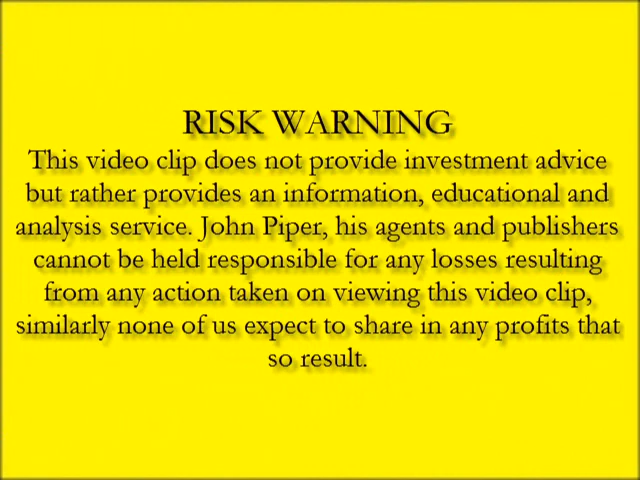 RISK WARNING
This video clip does not provide investment advice
but rather provides an information, educational and
analysis service. John Piper, his agents and publishers
cannot be held responsible for any losses resulting
from any action taken on viewing this video clip,
similarly none of us expect to share in any profits that
so result.